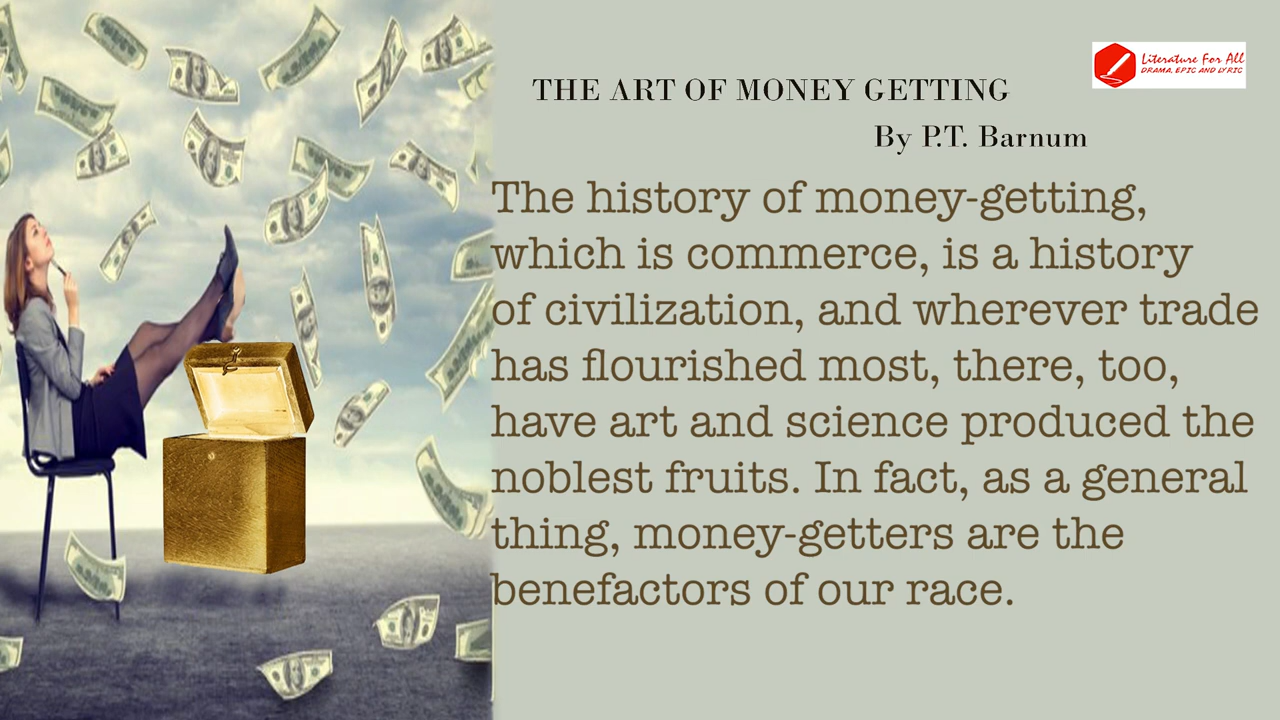 THE ART OF MONEY GETTING
By P.T. Barnum
Literature For All
DRAMA, EPIC AND LYRIC
The history of money-getting,
which is commerce, is a history
of civilization, and wherever trade
has flourished most, there, too,
have art and science produced the
noblest fruits. In fact, as a general
thing, money-getters are the
benefactors of our race.